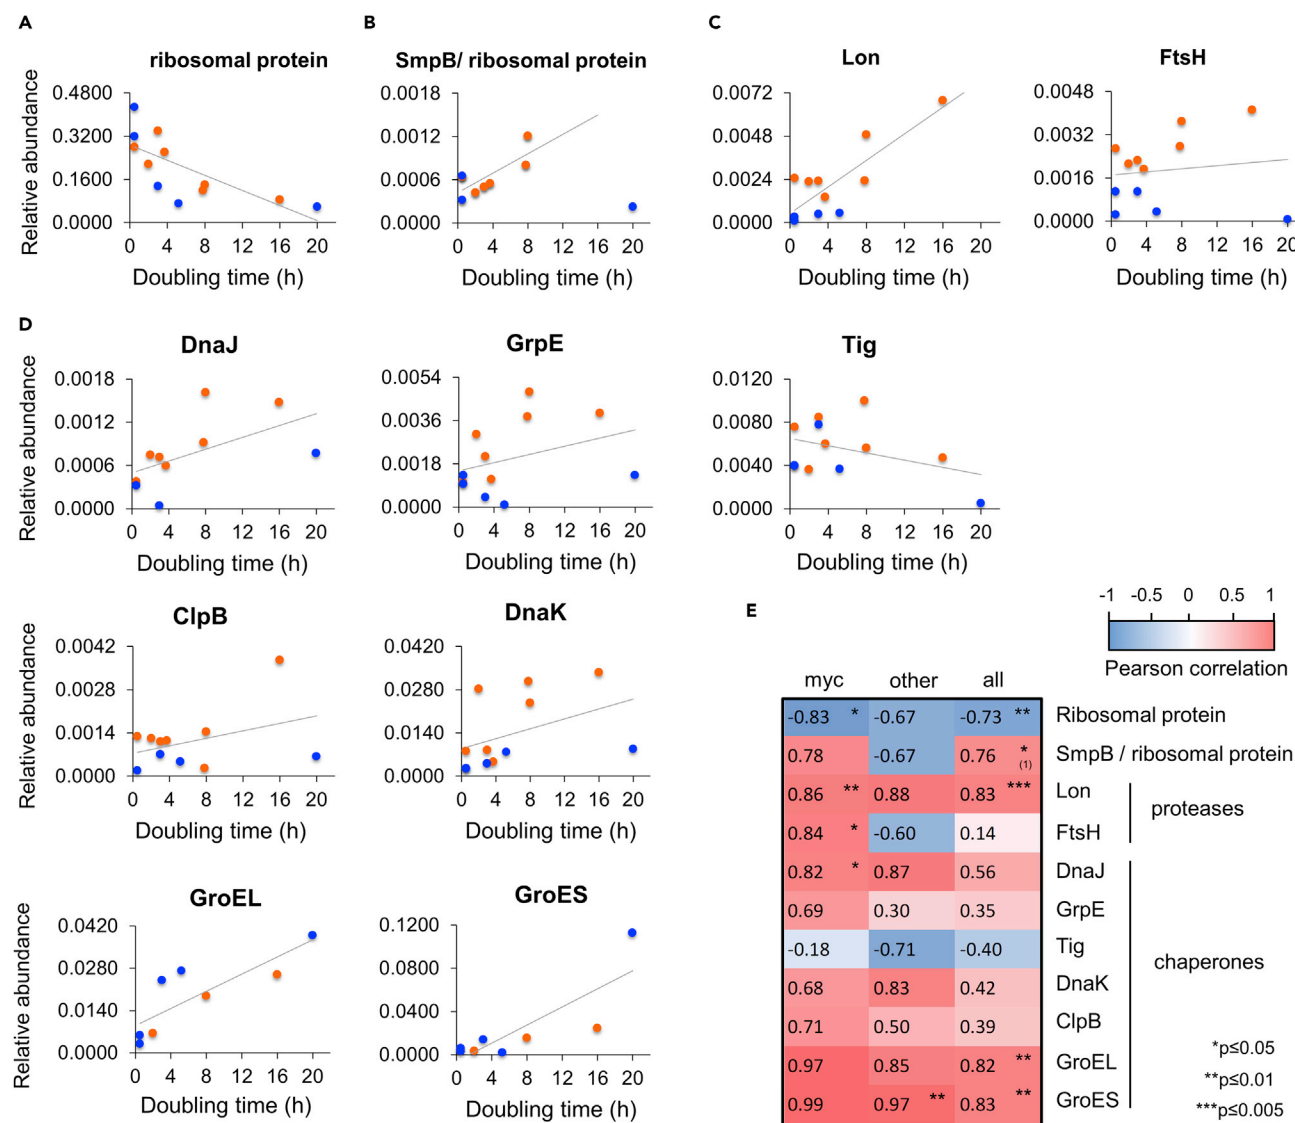 A
B
C
ribosomal protein
SmpB/ ribosomal protein
Lon
FtsH
Relative abundance
0.4800
0.3200
0.1600
0.0000
0 4 8 12 16 20
Doubling time (h)
0.0018
0.0012
0.0006
0.0000
0 4 8 12 16 20
Doubling time (h)
0.0072
0.0048
0.0024
0.0000
0 4 8 12 16 20
Doubling time (h)
0.0048
0.0032
0.0016
0.0000
0 4 8 12 16 20
Doubling time (h)
D
DnaJ
GrpE
Tig
Relative abundance
0.0018
0.0012
0.0006
0.0000
0 4 8 12 16 20
Doubling time (h)
0.0054
0.0036
0.0018
0.0000
0 4 8 12 16 20
Doubling time (h)
0.0120
0.0080
0.0040
0.0000
0 4 8 12 16 20
Doubling time (h)
ClpB
DnaK
Relative abundance
0.0042
0.0028
0.0014
0.0000
0 4 8 12 16 20
Doubling time (h)
0.0420
0.0280
0.0140
0.0000
0 4 8 12 16 20
Doubling time (h)
GroEL
GroES
Relative abundance
0.0420
0.0280
0.0140
0.0000
0 4 8 12 16 20
Doubling time (h)
0.1200
0.0800
0.0400
0.0000
0 4 8 12 16 20
Doubling time (h)
E
-1 -0.5 0 0.5 1
Pearson correlation
myc other all
-0.83 * -0.67 -0.73 ** Ribosomal protein
0.78 -0.67 0.76 * (1) SmpB / ribosomal protein
0.86 ** 0.88 0.83 *** Lon
0.84 * -0.60 0.14 FtsH
proteases
0.82 * 0.87 0.56 DnaJ
0.69 0.30 0.35 GrpE
-0.18 -0.71 -0.40 Tig
0.68 0.83 0.42 DnaK
0.71 0.50 0.39 ClpB
0.97 0.85 0.82 ** GroEL
0.99 0.97 ** 0.83 ** GroES
chaperones
*p≤0.05
**p≤0.01
***p≤0.005